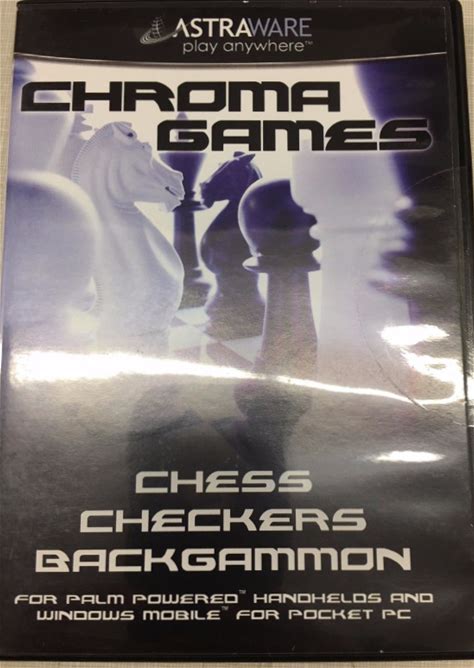 ASTRAWARE
play anywhere™
CHROMA
GAMES
CHESS
CHECKERS
BACKGAMMON
FOR PALM POWERED™ HANDHELDS AND
WINDOWS MOBILE™ FOR POCKET PC